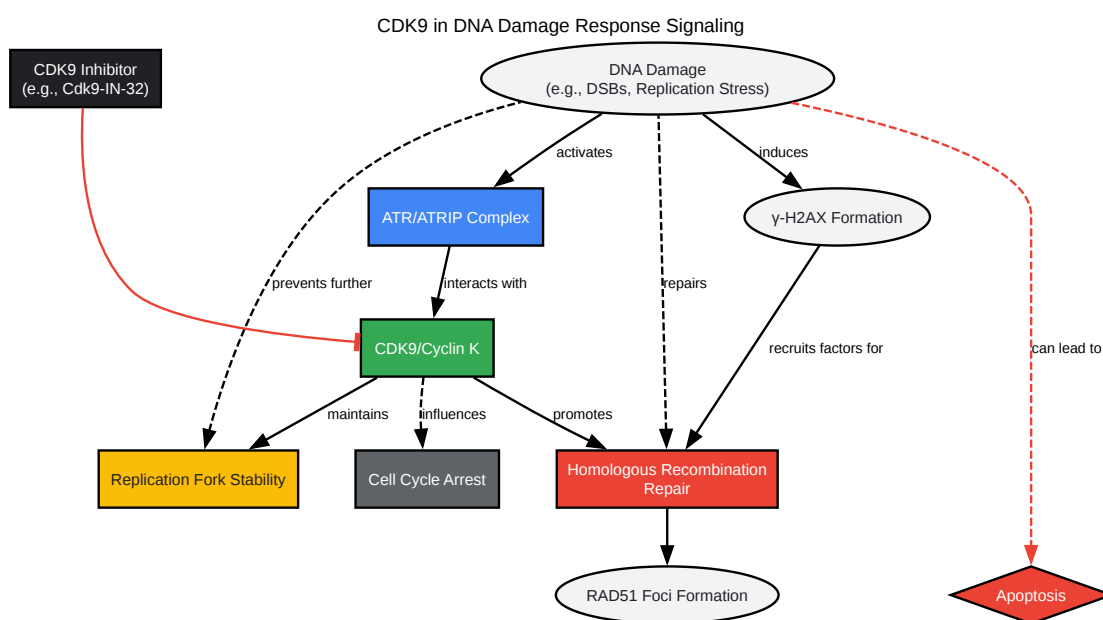 CDK9 in DNA Damage Response Signaling
CDK9 Inhibitor
(e.g., Cdk9-IN-32)
DNA Damage
(e.g., DSBs, Replication Stress)
activates
induces
ATR/ATRIP Complex
γ-H2AX Formation
prevents further
interacts with
repairs
CDK9/Cyclin K
recruits factors for
can lead to
maintains
influences
promotes
Replication Fork Stability
Cell Cycle Arrest
Homologous Recombination
Repair
RAD51 Foci Formation
Apoptosis